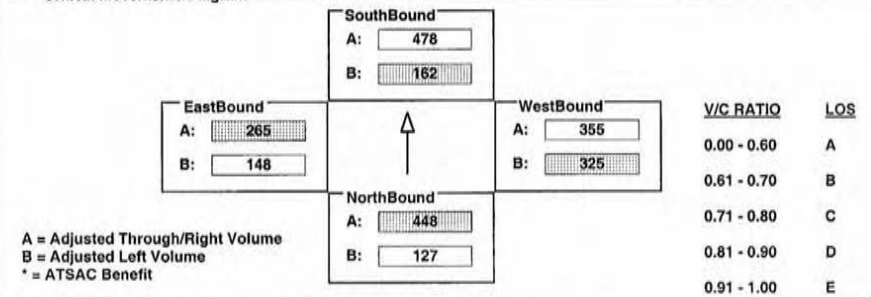 SouthBound
A: 478
B: 162
EastBound
A: 265
B: 148
WestBound
A: 355
B: 325
NorthBound
A: 448
B: 127
A = Adjusted Through/Right Volume
B = Adjusted Left Volume
* = ATSAC Benefit
V/C RATIO LOS
0.00 - 0.60 A
0.61 - 0.70 B
0.71 - 0.80 C
0.81 - 0.90 D
0.91 - 1.00 E